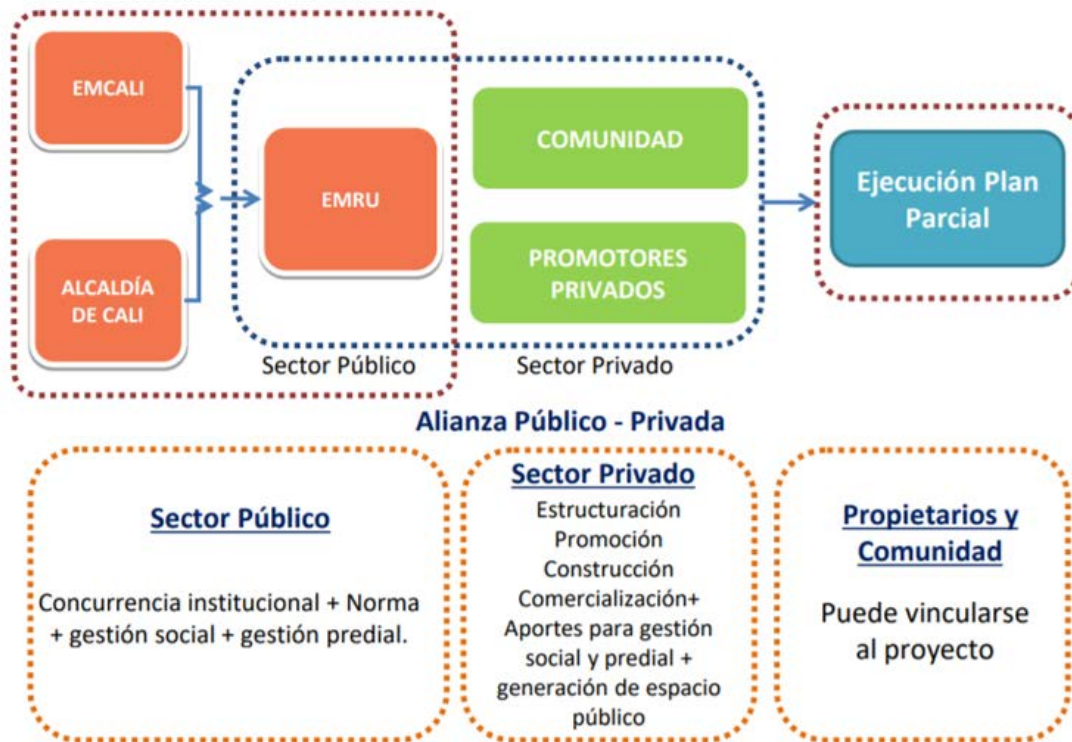 EMCALI
ALCALDÍA
DE CALI
EMRU
COMUNIDAD
PROMOTORES
PRIVADOS
Ejecución Plan
Parcial
Sector Público
Sector Privado
Alianza Público - Privada
Sector Público
Concurrencia institucional + Norma
+ gestión social + gestión predial.
Sector Privado
Estructuración
Promoción
Construcción
Comercialización+
Aportes para gestión
social y predial +
generación de espacio
público
Propietarios y
Comunidad
Puede vincularse
al proyecto